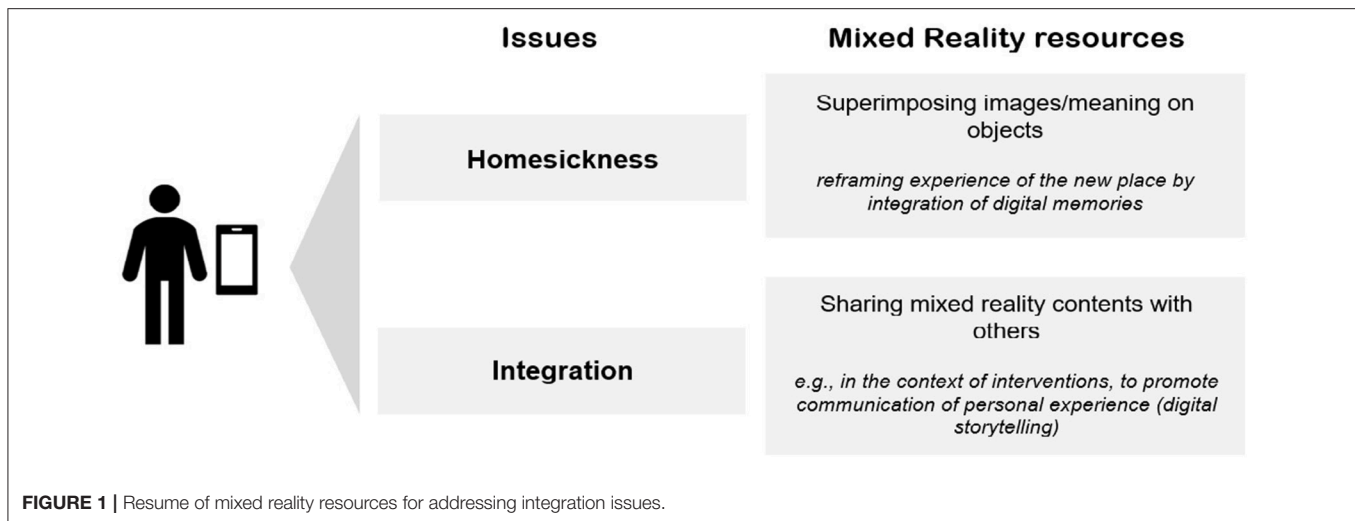 Issues
Mixed Reality resources
Homesickness
Superimposing images/meaning on
objects
reframing experience of the new place by
integration of digital memories
Integration
Sharing mixed reality contents with
others
e.g., in the context of interventions, to promote
communication of personal experience (digital
storytelling)
FIGURE 1 | Resume of mixed reality resources for addressing integration issues.